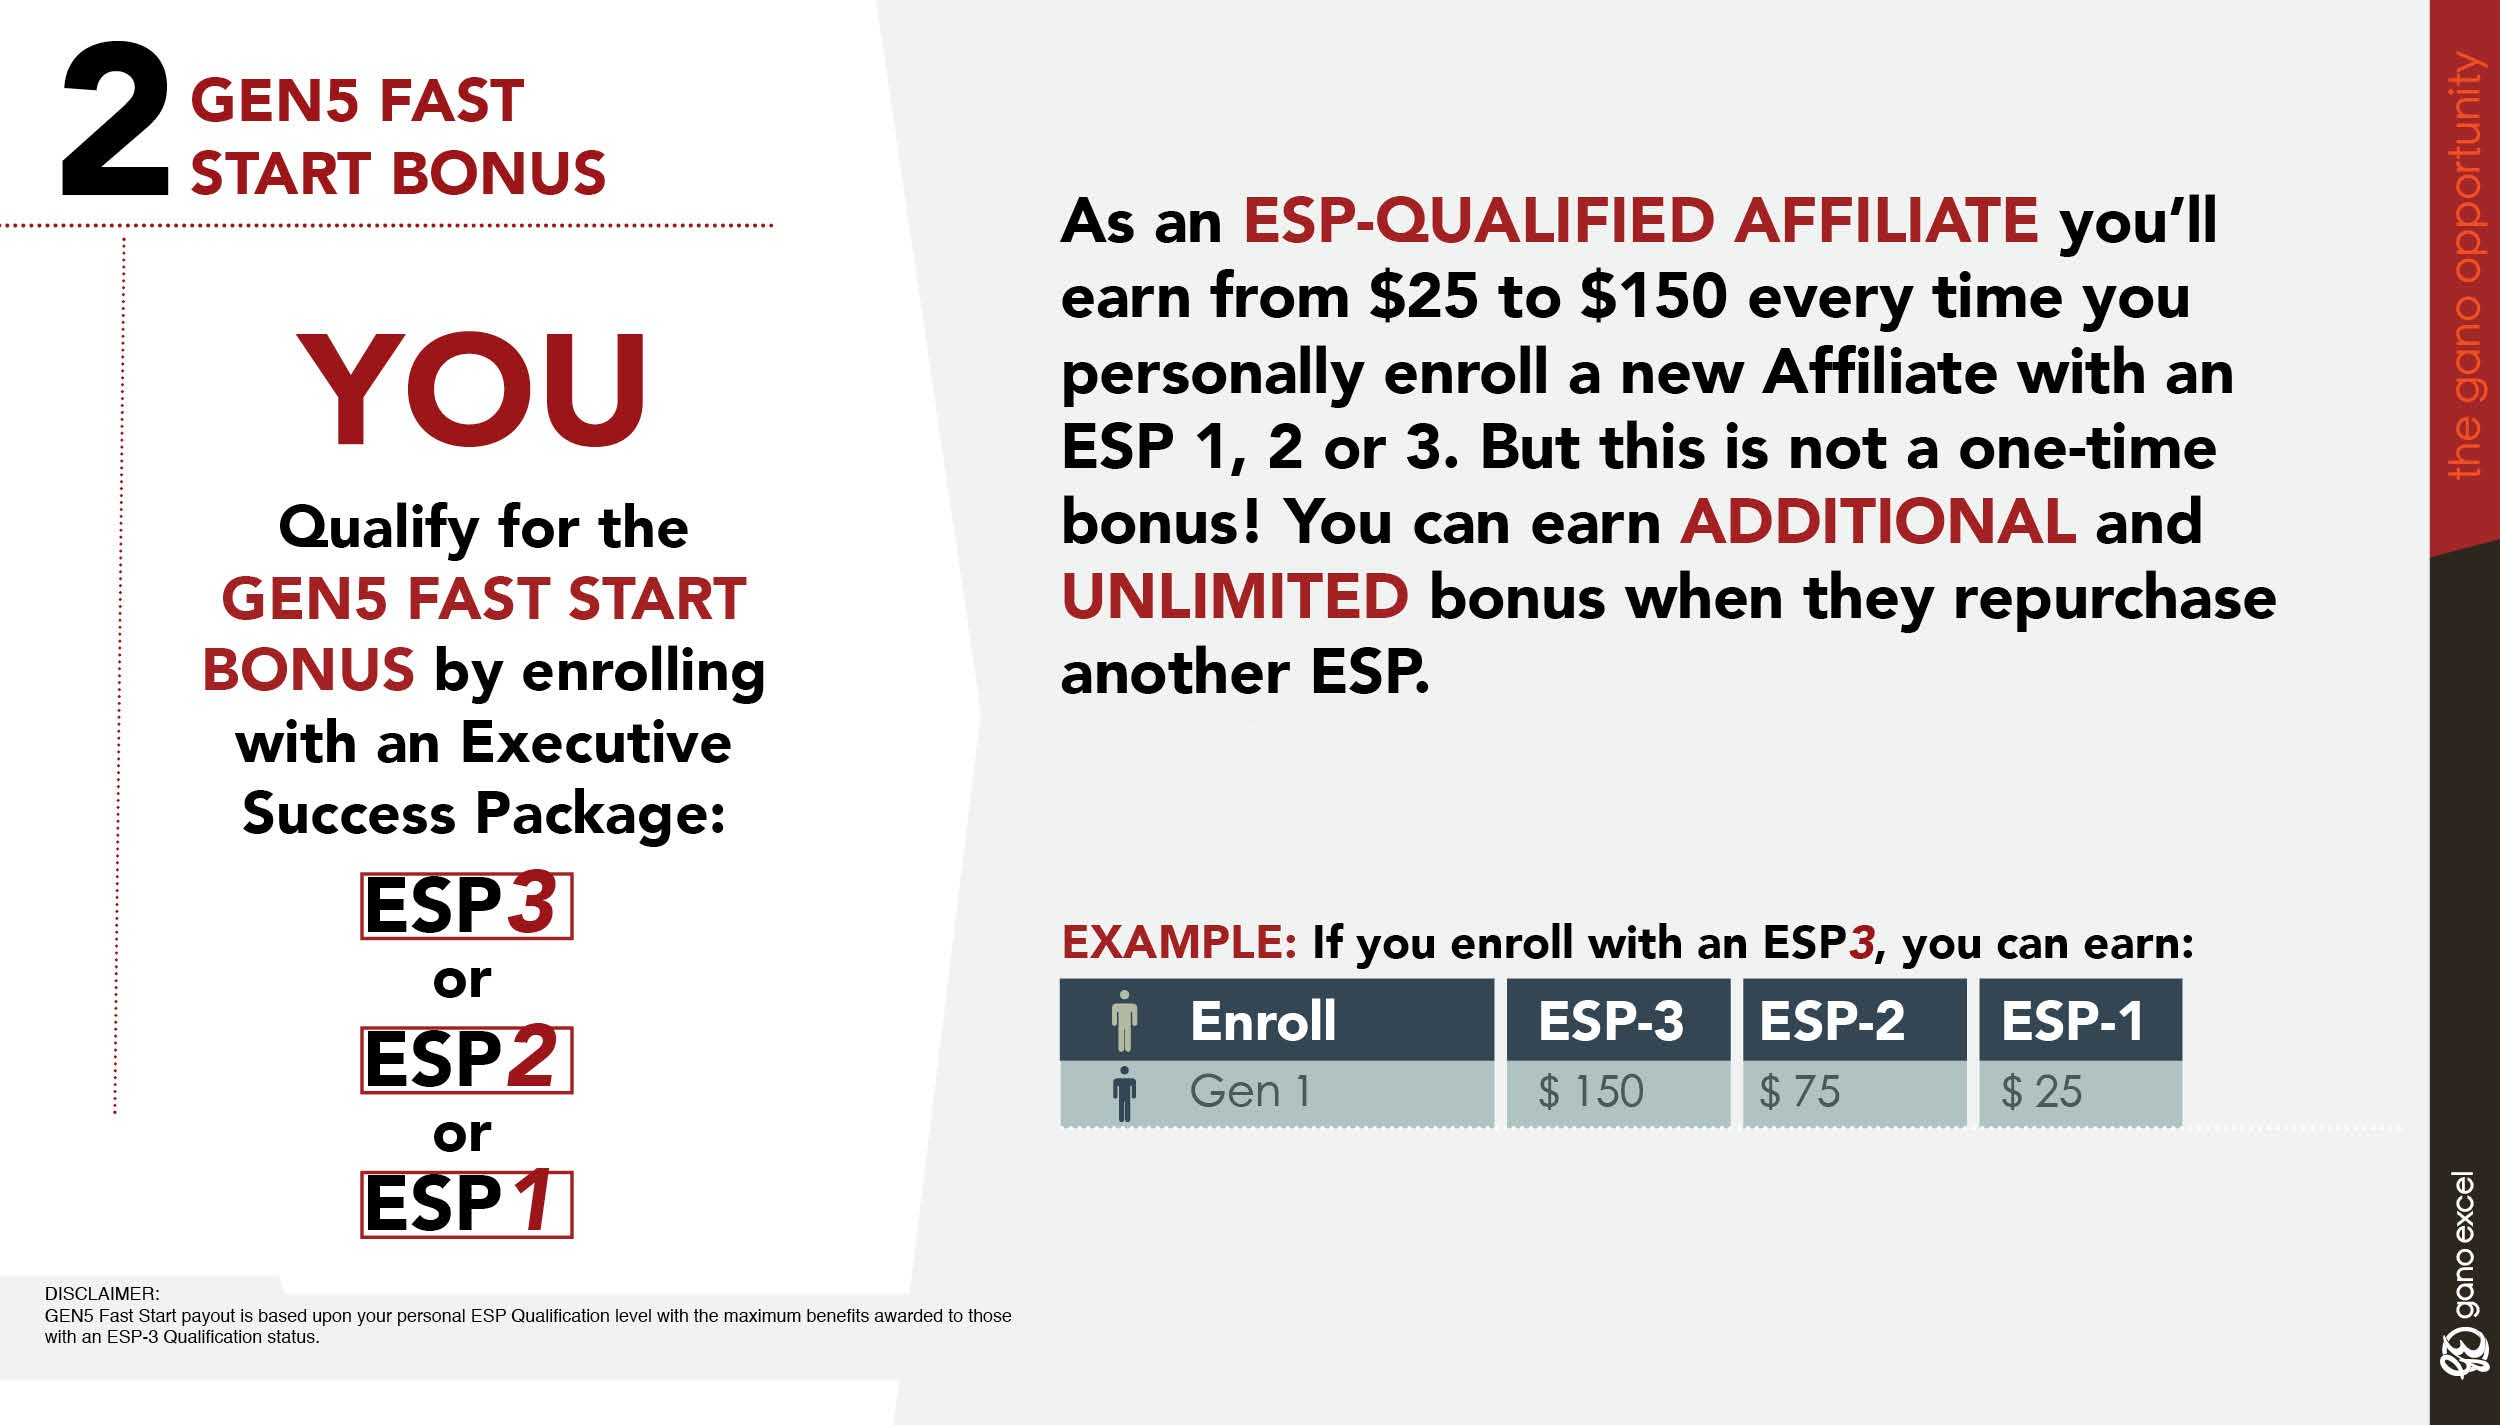 2
GEN5 FAST
START BONUS
YOU
Qualify for the
GEN5 FAST START
BONUS by enrolling
with an Executive
Success Package:
ESP3
or
ESP2
or
ESP1
DISCLAIMER:
GEN5 Fast Start payout is based upon your personal ESP Qualification level with the maximum benefits awarded to those
with an ESP-3 Qualification status.
As an ESP-QUALIFIED AFFILIATE you’ll
earn from $25 to $150 every time you
personally enroll a new Affiliate with an
ESP 1, 2 or 3. But this is not a one-time
bonus! You can earn ADDITIONAL and
UNLIMITED bonus when they repurchase
another ESP.
EXAMPLE: If you enroll with an ESP3, you can earn:
Enroll ESP-3 ESP-2 ESP-1
Gen 1 $ 150 $ 75 $ 25
the gano opportunity
gano excel